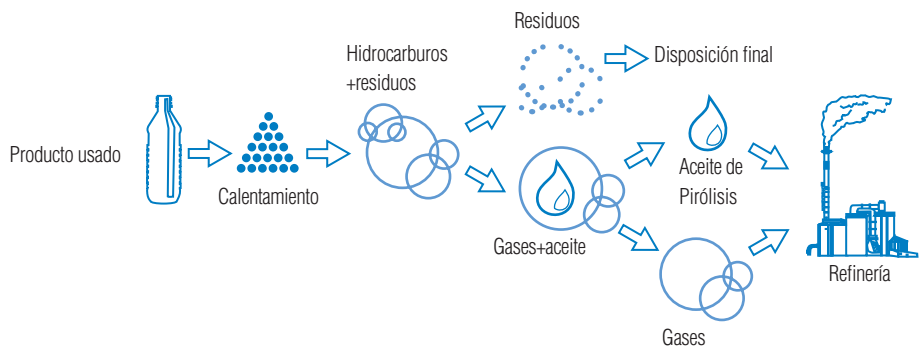 Producto usado
Calentamiento
Hidrocarburos
+residuos
Residuos
Disposición final
Gases+aceite
Aceite de
Pirólisis
Gases
Refinería